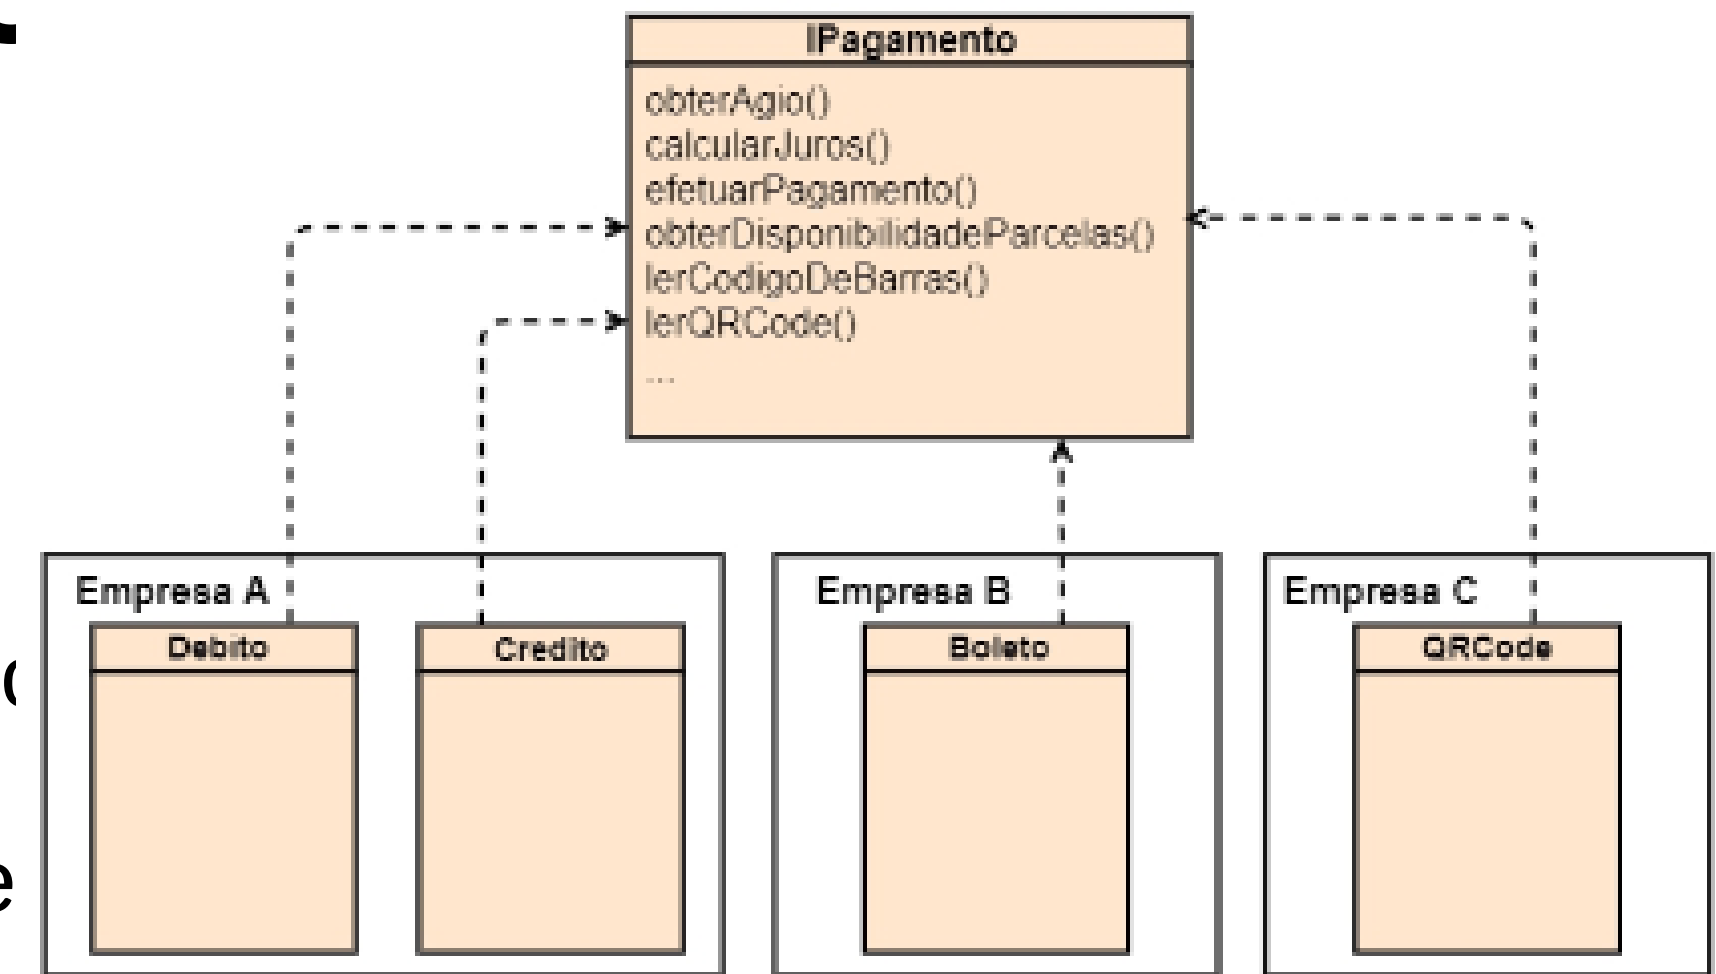 IPagamento
obterAgio()
calcularJuros()
efetuarPagamento()
obterDisponibilidadeParcelas()
lerCodigoDeBarras()
lerQRCode()
...
Empresa A
Debito
Credito
Empresa B
Boleto
Empresa C
QRCode
e